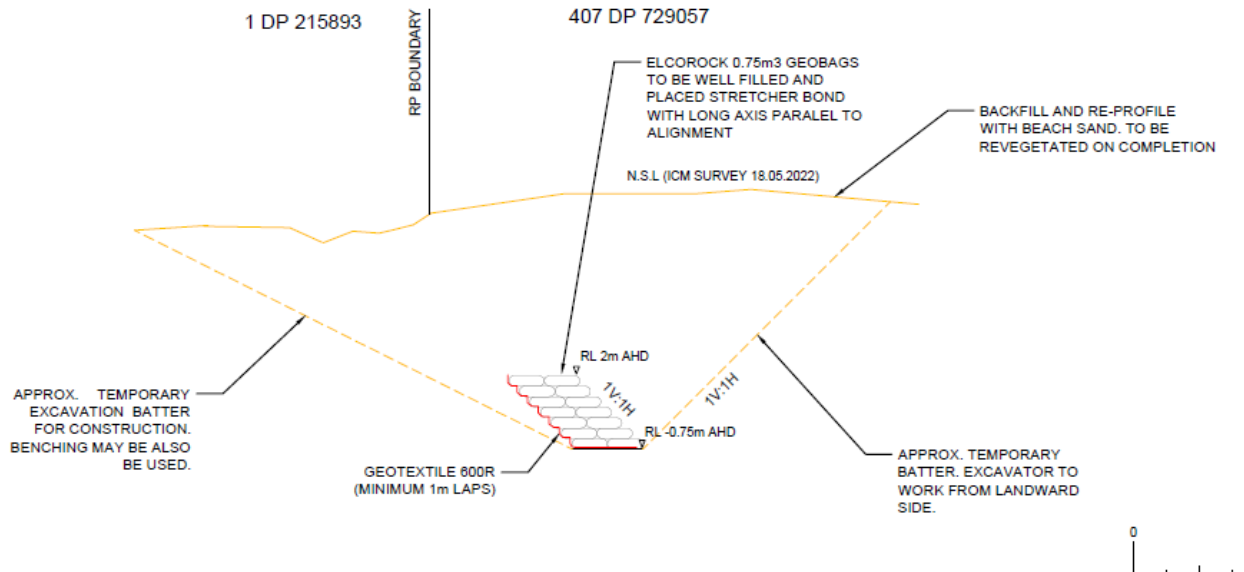 1 DP 215893
407 DP 729057
RP BOUNDARY
ELCOROCK 0.75m3 GEOBAGS
TO BE WELL FILLED AND
PLACED STRETCHER BOND
WITH LONG AXIS PARALEL TO
ALIGNMENT
BACKFILL AND RE-PROFILE
WITH BEACH SAND. TO BE
REVEGETATED ON COMPLETION
N.S.L (ICM SURVEY 18.05.2022)
RL 2m AHD
1V:1H
1V:1H
RL -0.75m AHD
APPROX. TEMPORARY
EXCAVATION BATTER
FOR CONSTRUCTION.
BENCHING MAY BE ALSO
BE USED.
GEOTEXTILE 600R
(MINIMUM 1m LAPS)
APPROX. TEMPORARY
BATTER. EXCAVATOR TO
WORK FROM LANDWARD
SIDE.
0